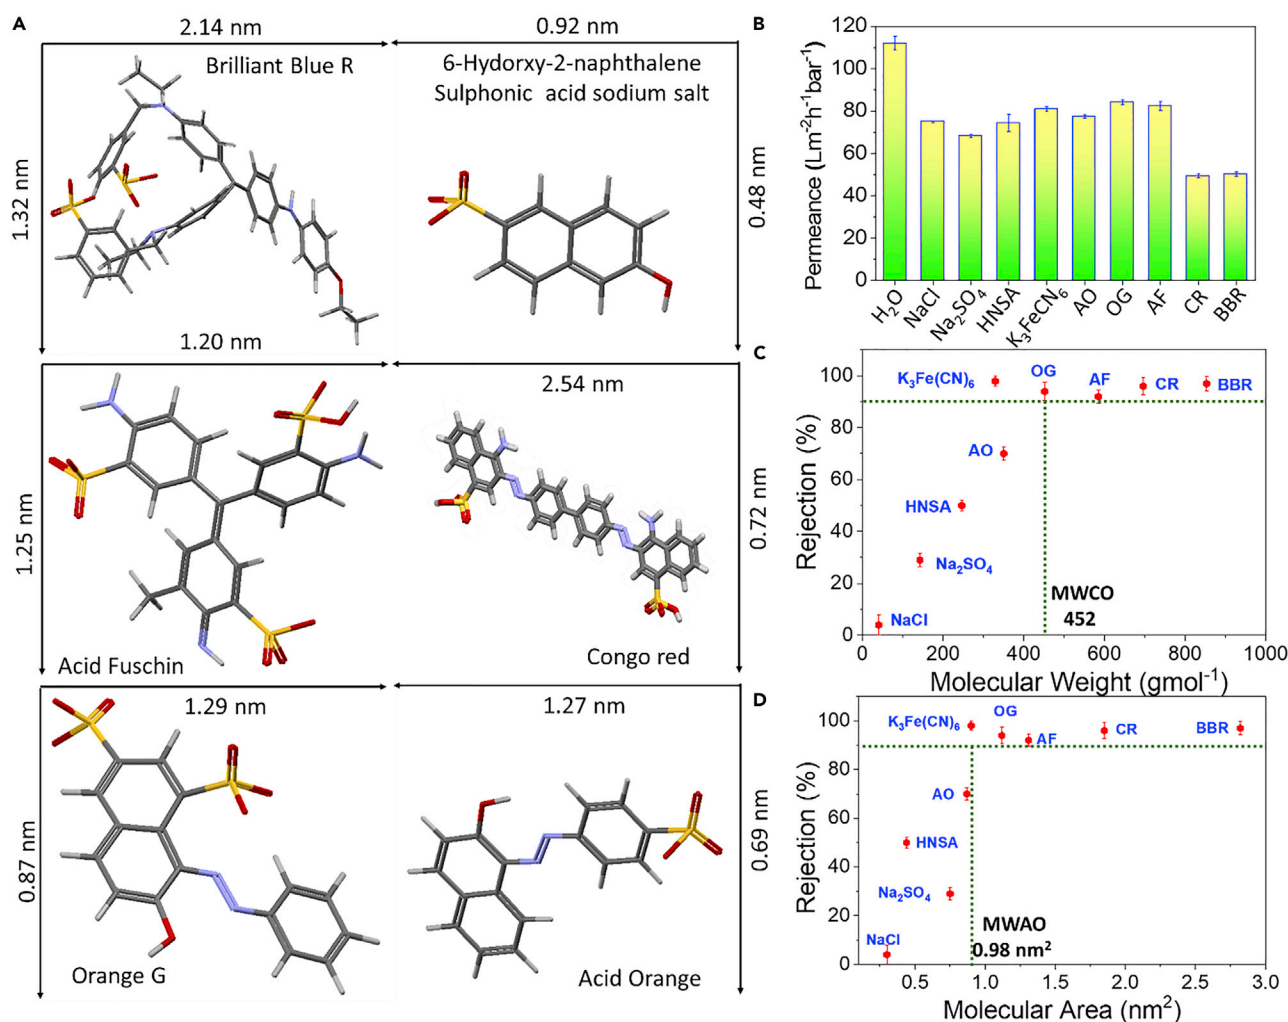 A
2.14 nm
0.92 nm
Brilliant Blue R
1.32 nm
6-Hydorxy-2-naphthalene
Sulphonic acid sodium salt
0.48 nm
1.20 nm
2.54 nm
1.25 nm
Acid Fuschin
Congo red
0.72 nm
1.29 nm
1.27 nm
0.87 nm
Orange G
Acid Orange
0.69 nm
B
Permeance (Lm-2h-1bar-1)
120
100
80
60
40
20
0
H2O
NaCl
Na2SO4
HNSA
K3FeCN6
AO
OG
AF
CR
BBR
C
Rejection (%)
100
80
60
40
20
0
K3Fe(CN)6
OG
AF
CR
BBR
AO
HNSA
Na2SO4
NaCl
MWCO
452
0 200 400 600 800 1000
Molecular Weight (gmol-1)
D
Rejection (%)
100
80
60
40
20
0
K3Fe(CN)6
OG
AF
CR
BBR
AO
HNSA
Na2SO4
NaCl
MWAO
0.98 nm2
0.5 1.0 1.5 2.0 2.5 3.0
Molecular Area (nm2)